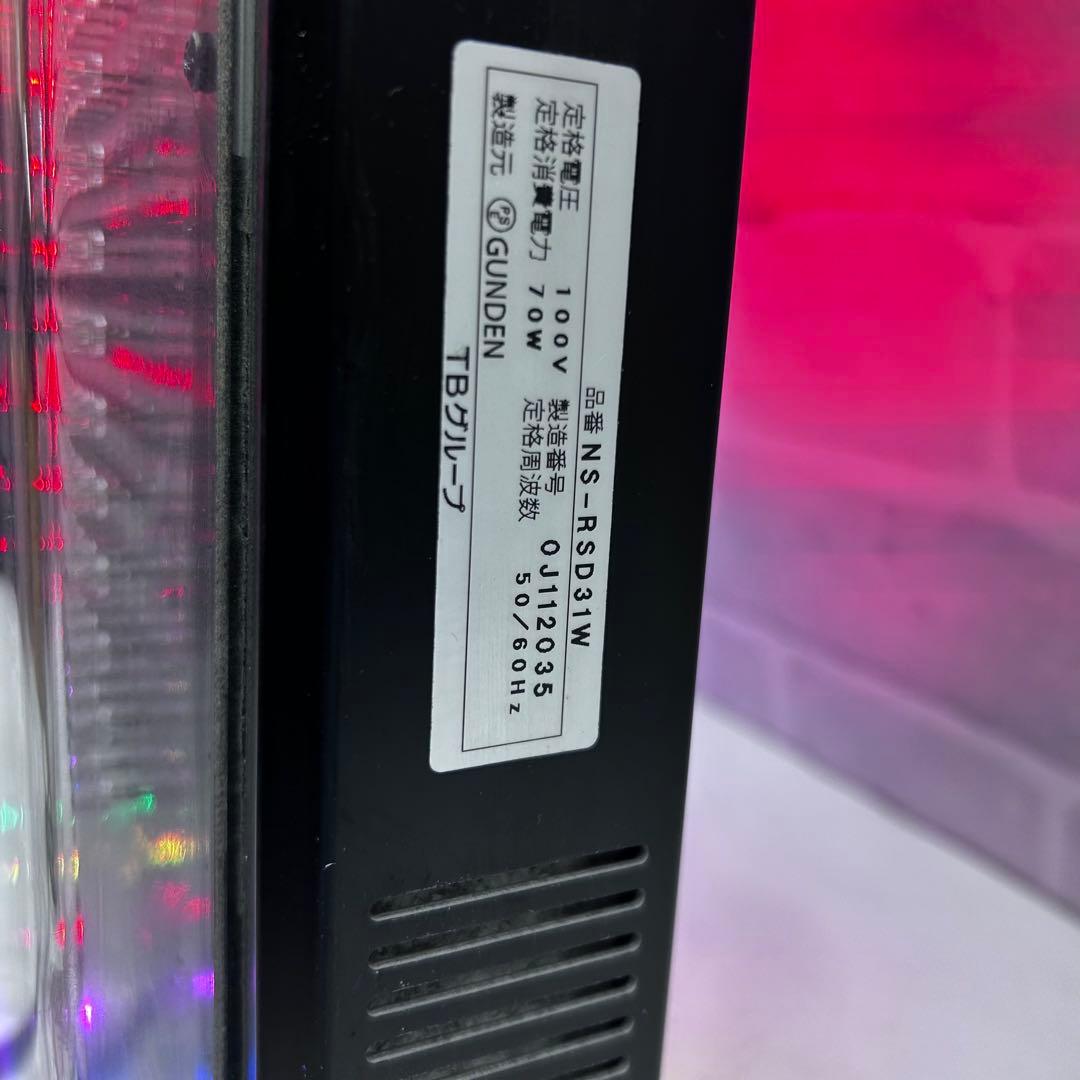 品番 NS-RSD31W
定格電圧 100V 製造番号 0J112035
定格消費電力 70W 定格周波数 50/60Hz
製造元 PSE GUNDEN
TBグループ